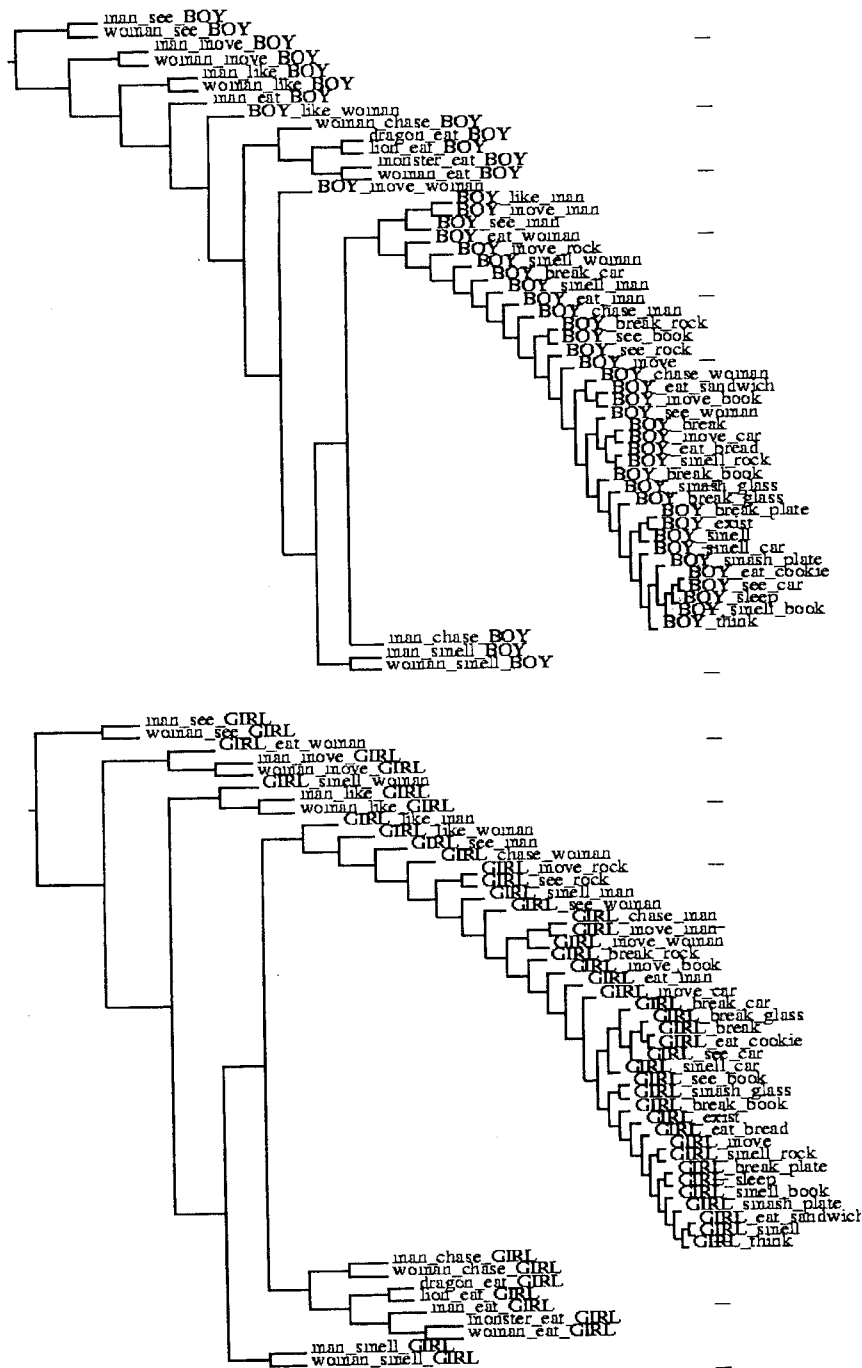 man_see_BOY
woman_see_BOY
man_move_BOY
woman_move_BOY
man_like_BOY
woman_like_BOY
man_eat_BOY
BOY_like_woman
woman_chase_BOY
dragon_eat_BOY
lion_eat_BOY
monster_eat_BOY
woman_eat_BOY
BOY_move_woman
BOY_like_man
BOY_move_man
BOY_see_man
BOY_eat_woman
BOY_move_rock
BOY_smell_woman
BOY_break_car
BOY_smell_man
BOY_eat_man
BOY_chase_man
BOY_break_rock
BOY_see_book
BOY_see_rock
BOY_move
BOY_chase_woman
BOY_eat_sandwich
BOY_move_book
BOY_see_woman
BOY_break
BOY_move_car
BOY_eat_bread
BOY_smell_rock
BOY_break_book
BOY_smash_glass
BOY_break_glass
BOY_break_plate
BOY_exist
BOY_smell
BOY_smell_car
BOY_smash_plate
BOY_eat_cookie
BOY_see_car
BOY_sleep
BOY_smell_book
BOY_think
man_chase_BOY
man_smell_BOY
woman_smell_BOY
man_see_GIRL
woman_see_GIRL
GIRL_eat_woman
man_move_GIRL
woman_move_GIRL
GIRL_smell_woman
man_like_GIRL
woman_like_GIRL
GIRL_like_man
GIRL_like_woman
GIRL_see_man
GIRL_chase_woman
GIRL_move_rock
GIRL_see_rock
GIRL_smell_man
GIRL_see_woman
GIRL_chase_man
GIRL_move_man
GIRL_move_woman
GIRL_break_rock
GIRL_move_book
GIRL_eat_man
GIRL_move_car
GIRL_break_car
GIRL_break_glass
GIRL_break
GIRL_eat_cookie
GIRL_see_car
GIRL_smell_car
GIRL_see_book
GIRL_smash_glass
GIRL_break_book
GIRL_exist
GIRL_eat_bread
GIRL_move
GIRL_smell_rock
GIRL_break_plate
GIRL_sleep
GIRL_smell_book
GIRL_smash_plate
GIRL_eat_sandwich
GIRL_smell
GIRL_think
man_chase_GIRL
woman_chase_GIRL
dragon_eat_GIRL
lion_eat_GIRL
man_eat_GIRL
monster_eat_GIRL
woman_eat_GIRL
man_smell_GIRL
woman_smell_GIRL